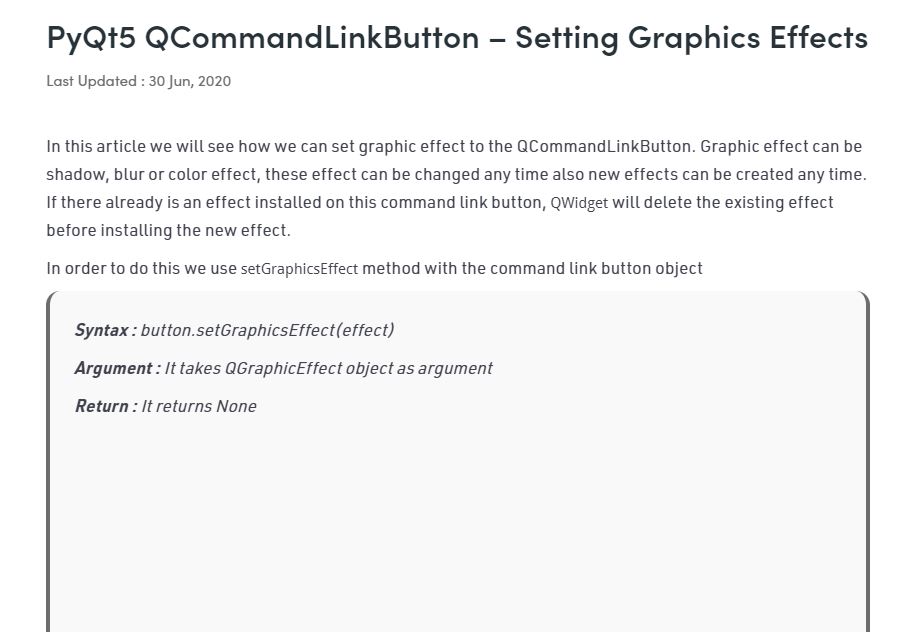 PyQt5 QCommandLinkButton – Setting Graphics Effects
Last Updated : 30 Jun, 2020
In this article we will see how we can set graphic effect to the QCommandLinkButton. Graphic effect can be
shadow, blur or color effect, these effect can be changed any time also new effects can be created any time.
If there already is an effect installed on this command link button, QWidget will delete the existing effect
before installing the new effect.
In order to do this we use setGraphicsEffect method with the command link button object
Syntax : button.setGraphicsEffect(effect)
Argument : It takes QGraphicEffect object as argument
Return : It returns None